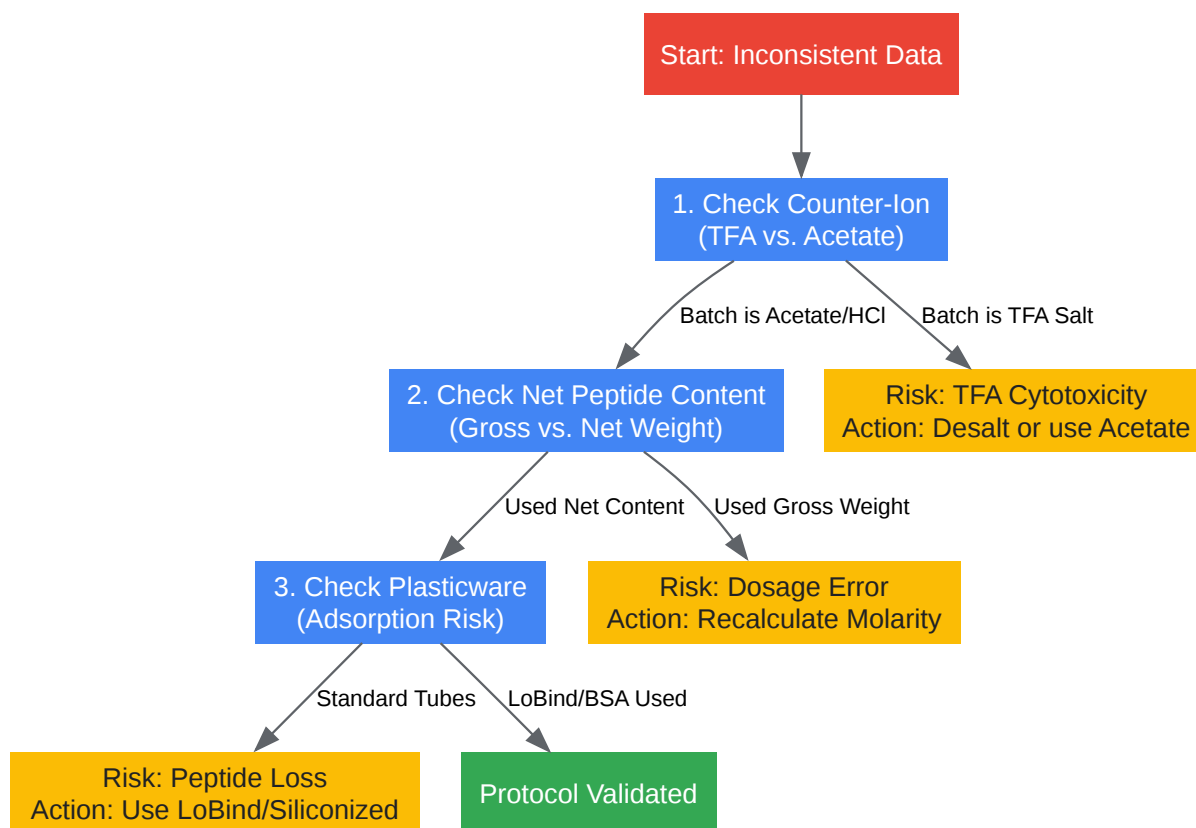 Start: Inconsistent Data
1. Check Counter-Ion
(TFA vs. Acetate)
Batch is Acetate/HCl
Batch is TFA Salt
2. Check Net Peptide Content
(Gross vs. Net Weight)
Risk: TFA Cytotoxicity
Action: Desalt or use Acetate
Used Net Content
Used Gross Weight
3. Check Plasticware
(Adsorption Risk)
Risk: Dosage Error
Action: Recalculate Molarity
Standard Tubes
LoBind/BSA Used
Risk: Peptide Loss
Action: Use LoBind/Siliconized
Protocol Validated